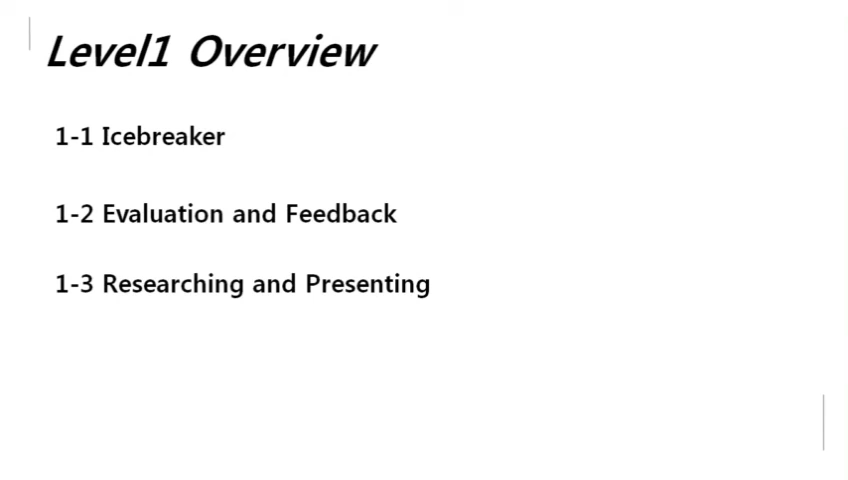 Level1 Overview
1-1 Icebreaker
1-2 Evaluation and Feedback
1-3 Researching and Presenting